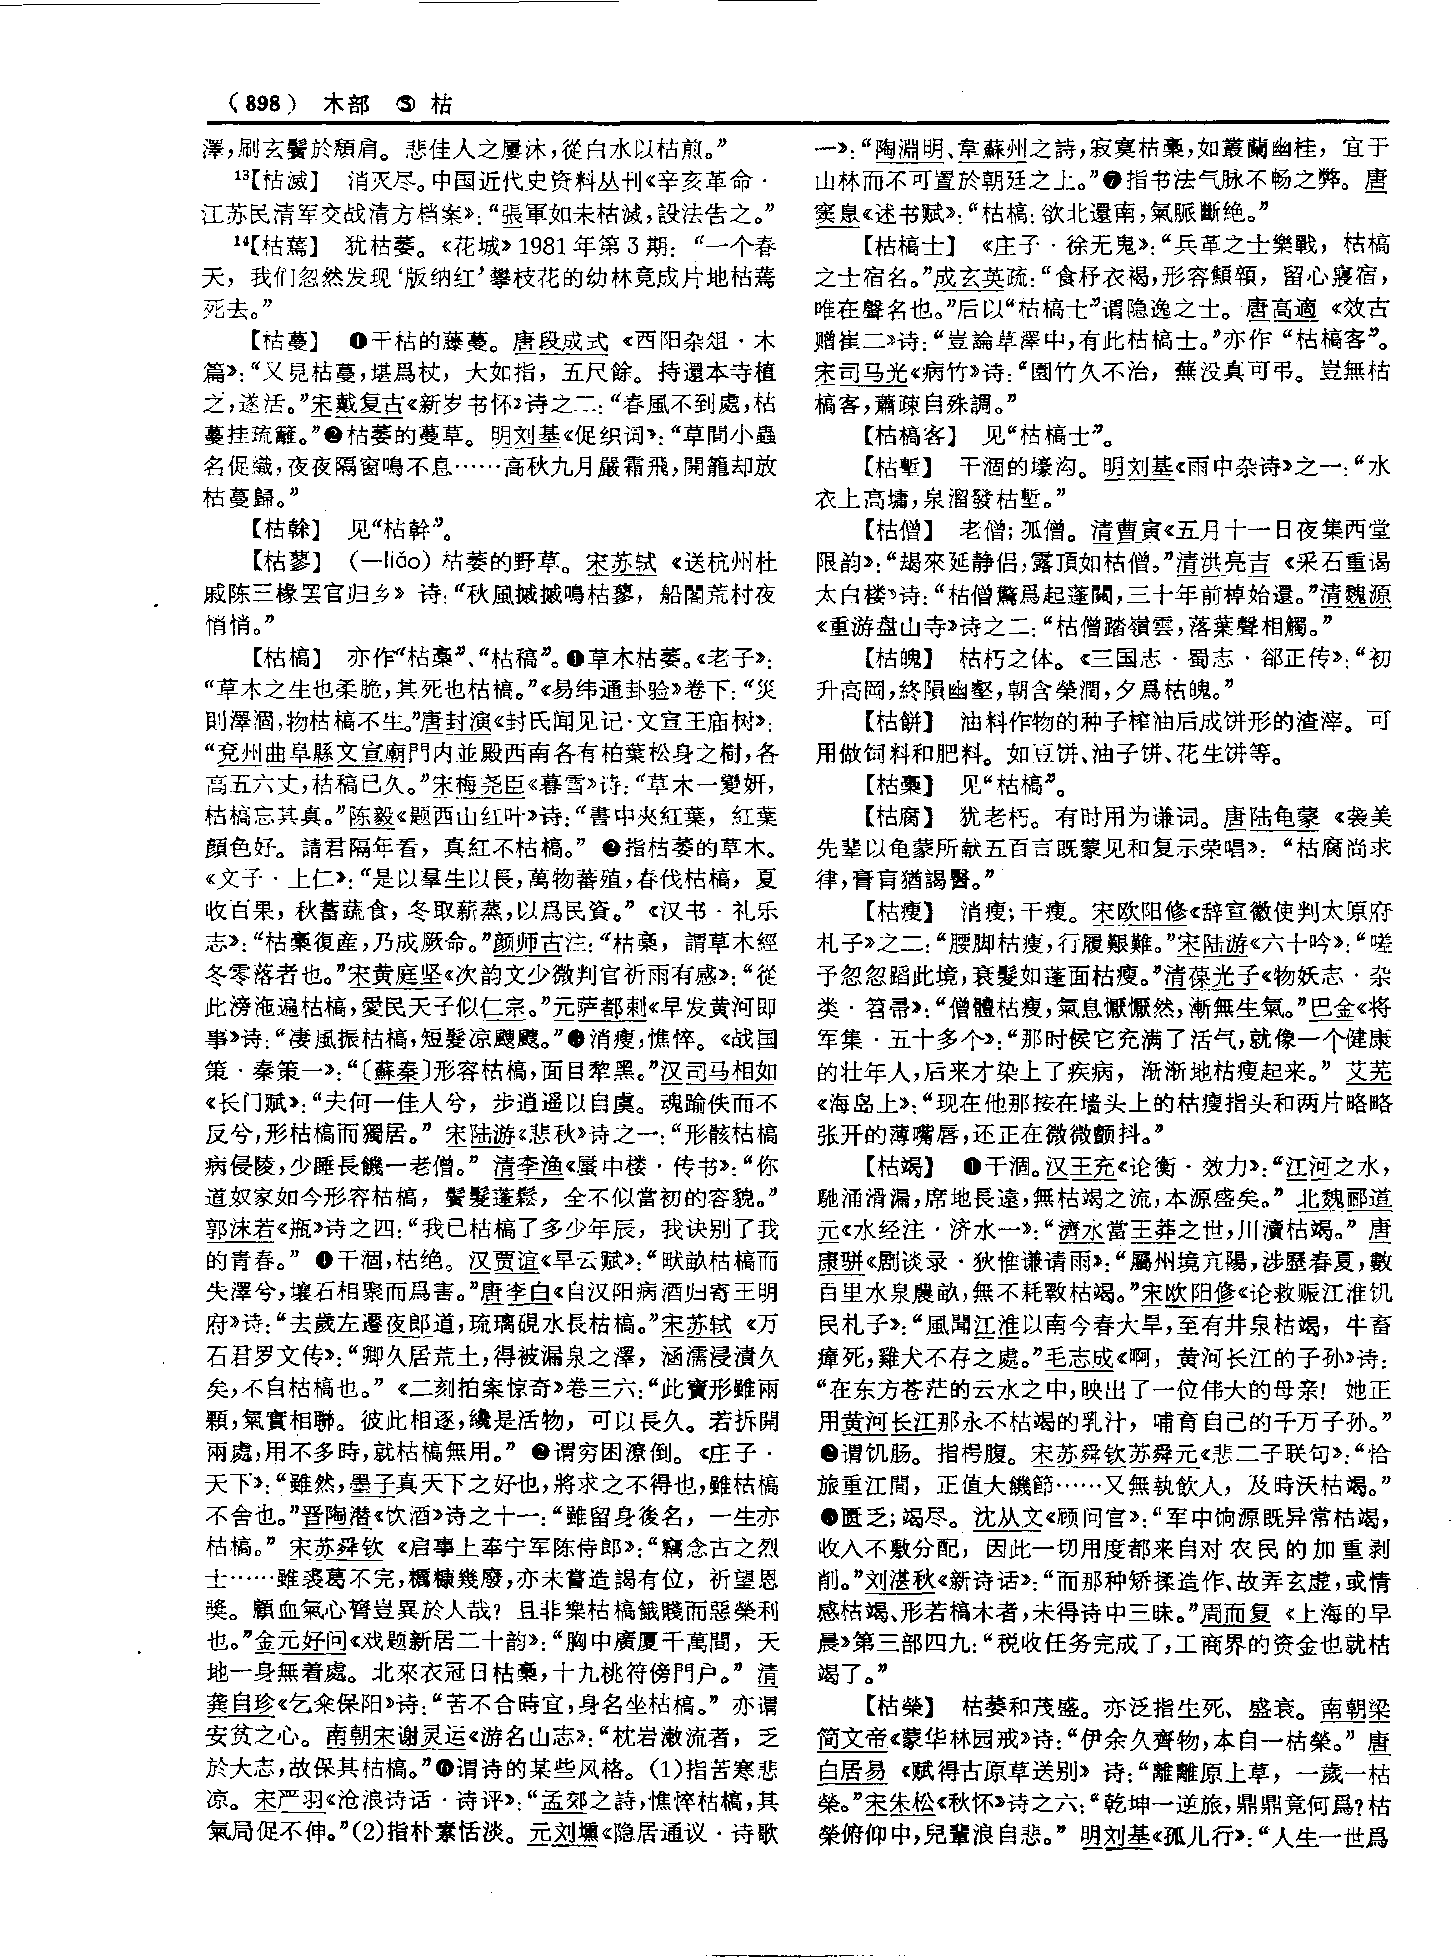 （898） 木部 ⑤ 枯
澤，刷玄鬢於頹肩。悲佳人之屢沐，從白水以枯煎。”
¹³【枯滅】 消灭尽。中国近代史资料丛刊《辛亥革命·
江苏民清军交战清方档案》：“張軍如未枯滅，設法告之。”
¹⁴【枯蔫】 犹枯萎。《花城》1981年第3期：“一个春
天，我们忽然发现‘版纳红’攀枝花的幼林竟成片地枯蔫
死去。”
【枯蔓】 ❶干枯的藤蔓。唐段成式《酉阳杂俎·木
篇》：“又見枯蔓，堪爲杖，大如指，五尺餘。持還本寺植
之，遂活。”宋戴复古《新岁书怀》诗之二：“春風不到處，枯
蔓挂疏籬。”❷枯萎的蔓草。明刘基《促织词》：“草間小蟲
名促織，夜夜隔窗鳴不息……高秋九月嚴霜飛，開籠却放
枯蔓歸。”
【枯榦】 见“枯幹”。
【枯蓼】 （—liǎo）枯萎的野草。宋苏轼《送杭州杜
戚陈三掾罢官归乡》诗：“秋風摵摵鳴枯蓼，船閣荒村夜
悄悄。”
【枯槁】 亦作“枯槀”、“枯稿”。❶草木枯萎。《老子》：
“草木之生也柔脆，其死也枯槁。”《易纬通卦验》卷下：“災
則澤涸，物枯槁不生。”唐封演《封氏闻见记·文宣王庙树》：
“兗州曲阜縣文宣廟門内並殿西南各有柏葉松身之樹，各
高五六丈，枯稿已久。”宋梅尧臣《暮雪》诗：“草木一變妍，
枯槁忘其真。”陈毅《题西山红叶》诗：“書中夾紅葉，紅葉
顔色好。請君隔年看，真紅不枯槁。”❷指枯萎的草木。
《文子·上仁》：“是以羣生以長，萬物蕃殖，春伐枯槁，夏
收百果，秋蓄蔬食，冬取薪蒸，以爲民資。”《汉书·礼乐
志》：“枯槀復産，乃成厥命。”颜师古注：“枯槀，謂草木經
冬零落者也。”宋黄庭坚《次韵文少微判官祈雨有感》：“從
此滂沲遍枯槁，愛民天子似仁宗。”元萨都剌《早发黄河即
事》诗：“凄風振枯槁，短髮凉颼颼。”❸消瘦，憔悴。《战国
策·秦策一》：“〔蘇秦〕形容枯槁，面目犂黑。”汉司马相如
《长门赋》：“夫何一佳人兮，步逍遥以自虞。魂踰佚而不
反兮，形枯槁而獨居。”宋陆游《悲秋》诗之一：“形骸枯槁
病侵陵，少睡長饑一老僧。”清李渔《蜃中楼·传书》：“你
道奴家如今形容枯槁，鬢髮蓬鬆，全不似當初的容貌。”
郭沫若《瓶》诗之四：“我已枯槁了多少年辰，我诀别了我
的青春。”❹干涸，枯绝。汉贾谊《旱云赋》：“畎畝枯槁而
失澤兮，壤石相聚而爲害。”唐李白《自汉阳病酒归寄王明
府》诗：“去歲左遷夜郎道，琉璃硯水長枯槁。”宋苏轼《万
石君罗文传》：“卿久居荒土，得被漏泉之澤，涵濡浸漬久
矣，不自枯槁也。”《二刻拍案惊奇》卷三六：“此寶形雖兩
顆，氣實相聯。彼此相逐，纔是活物，可以長久。若拆開
兩處，用不多時，就枯槁無用。”❺谓穷困潦倒。《庄子·
天下》：“雖然，墨子真天下之好也，將求之不得也，雖枯槁
不舍也。”晋陶潜《饮酒》诗之十一：“雖留身後名，一生亦
枯槁。”宋苏舜钦《启事上奉宁军陈侍郎》：“竊念古之烈
士……雖裘葛不完，糲糠幾廢，亦未嘗造謁有位，祈望恩
奬。顧血氣心膂豈異於人哉？且非樂枯槁餓賤而惡榮利
也。”金元好问《戏题新居二十韵》：“胸中廣厦千萬間，天
地一身無着處。北來衣冠日枯槀，十九桃符傍門户。”清
龚自珍《乞籴保阳》诗：“苦不合時宜，身名坐枯槁。”亦谓
安贫之心。南朝宋谢灵运《游名山志》：“枕岩漱流者，乏
於大志，故保其枯槁。”❻谓诗的某些风格。（1）指苦寒悲
凉。宋严羽《沧浪诗话·诗评》：“孟郊之詩，憔悴枯槁，其
氣局促不伸。”（2）指朴素恬淡。元刘壎《隐居通议·诗歌
一》：“陶淵明、韋蘇州之詩，寂寞枯槀，如叢蘭幽桂，宜于
山林而不可置於朝廷之上。”❼指书法气脉不畅之弊。唐
窦臮《述书赋》：“枯槁：欲北還南，氣脈斷絶。”
【枯槁士】 《庄子·徐无鬼》：“兵革之士樂戰，枯槁
之士宿名。”成玄英疏：“食杼衣褐，形容顦顇，留心寢宿，
唯在聲名也。”后以“枯槁士”谓隐逸之士。唐高適《效古
赠崔二》诗：“豈論草澤中，有此枯槁士。”亦作“枯槁客”。
宋司马光《病竹》诗：“園竹久不治，蕪没真可弔。豈無枯
槁客，蕭疎自殊調。”
【枯槁客】 见“枯槁士”。
【枯塹】 干涸的壕沟。明刘基《雨中杂诗》之一：“水
衣上高墉，泉溜發枯塹。”
【枯僧】 老僧；孤僧。清曹寅《五月十一日夜集西堂
限韵》：“朅來延静侣，露頂如枯僧。”清洪亮吉《采石重谒
太白楼》诗：“枯僧驚爲起蓬闥，三十年前棹始還。”清魏源
《重游盘山寺》诗之二：“枯僧踏嶺雲，落葉聲相觸。”
【枯魄】 枯朽之体。《三国志·蜀志·郤正传》：“初
升高岡，終隕幽壑，朝含榮潤，夕爲枯魄。”
【枯餅】 油料作物的种子榨油后成饼形的渣滓。可
用做饲料和肥料。如豆饼、油子饼、花生饼等。
【枯槀】 见“枯槁”。
【枯腐】 犹老朽。有时用为谦词。唐陆龟蒙《袭美
先辈以龟蒙所献五百言既蒙见和复示荣唱》：“枯腐尚求
律，膏肓猶謁醫。”
【枯瘦】 消瘦；干瘦。宋欧阳修《辞宣徽使判太原府
札子》之二：“腰脚枯瘦，行履艱難。”宋陆游《六十吟》：“嗟
予忽忽蹈此境，衰髮如蓬面枯瘦。”清葆光子《物妖志·杂
类·笤帚》：“僧體枯瘦，氣息懨懨然，漸無生氣。”巴金《将
军集·五十多个》：“那时侯它充满了活气，就像一个健康
的壮年人，后来才染上了疾病，渐渐地枯瘦起来。”艾芜
《海岛上》：“现在他那按在墙头上的枯瘦指头和两片略略
张开的薄嘴唇，还正在微微颤抖。”
【枯竭】 ❶干涸。汉王充《论衡·效力》：“江河之水，
馳涌滑漏，席地長遠，無枯竭之流，本源盛矣。”北魏郦道
元《水经注·济水一》：“濟水當王莽之世，川瀆枯竭。”唐
康骈《剧谈录·狄惟谦请雨》：“屬州境亢陽，涉歷春夏，數
百里水泉農畝，無不耗斁枯竭。”宋欧阳修《论救赈江淮饥
民札子》：“風聞江淮以南今春大旱，至有井泉枯竭，牛畜
瘴死，雞犬不存之處。”毛志成《啊，黄河长江的子孙》诗：
“在东方苍茫的云水之中，映出了一位伟大的母亲！她正
用黄河长江那永不枯竭的乳汁，哺育自己的千万子孙。”
❷谓饥肠。指枵腹。宋苏舜钦苏舜元《悲二子联句》：“恰
旅重江間，正值大饑節……又無執飲人，及時沃枯竭。”
❸匮乏；竭尽。沈从文《顾问官》：“军中饷源既异常枯竭，
收入不敷分配，因此一切用度都来自对农民的加重剥
削。”刘湛秋《新诗话》：“而那种矫揉造作、故弄玄虚，或情
感枯竭、形若槁木者，未得诗中三昧。”周而复《上海的早
晨》第三部四九：“税收任务完成了，工商界的资金也就枯
竭了。”
【枯榮】 枯萎和茂盛。亦泛指生死、盛衰。南朝梁
简文帝《蒙华林园戒》诗：“伊余久齊物，本自一枯榮。”唐
白居易《赋得古原草送别》诗：“離離原上草，一歲一枯
榮。”宋朱松《秋怀》诗之六：“乾坤一逆旅，鼎鼎竟何爲？枯
榮俯仰中，兒輩浪自悲。”明刘基《孤儿行》：“人生一世爲